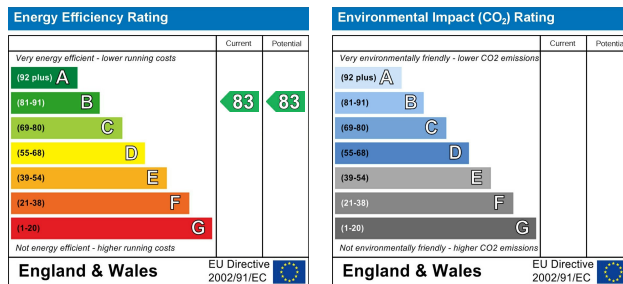 Energy Efficiency Rating
Current Potential
Very energy efficient - lower running costs
(92 plus) A
(81-91) B 83 83
(69-80) C
(55-68) D
(39-54) E
(21-38) F
(1-20) G
Not energy efficient - higher running costs
England & Wales
EU Directive
2002/91/EC
Environmental Impact (CO₂) Rating
Current Potential
Very environmentally friendly - lower CO2 emissions
(92 plus) A
(81-91) B
(69-80) C
(55-68) D
(39-54) E
(21-38) F
(1-20) G
Not environmentally friendly - higher CO2 emissions
England & Wales
EU Directive
2002/91/EC